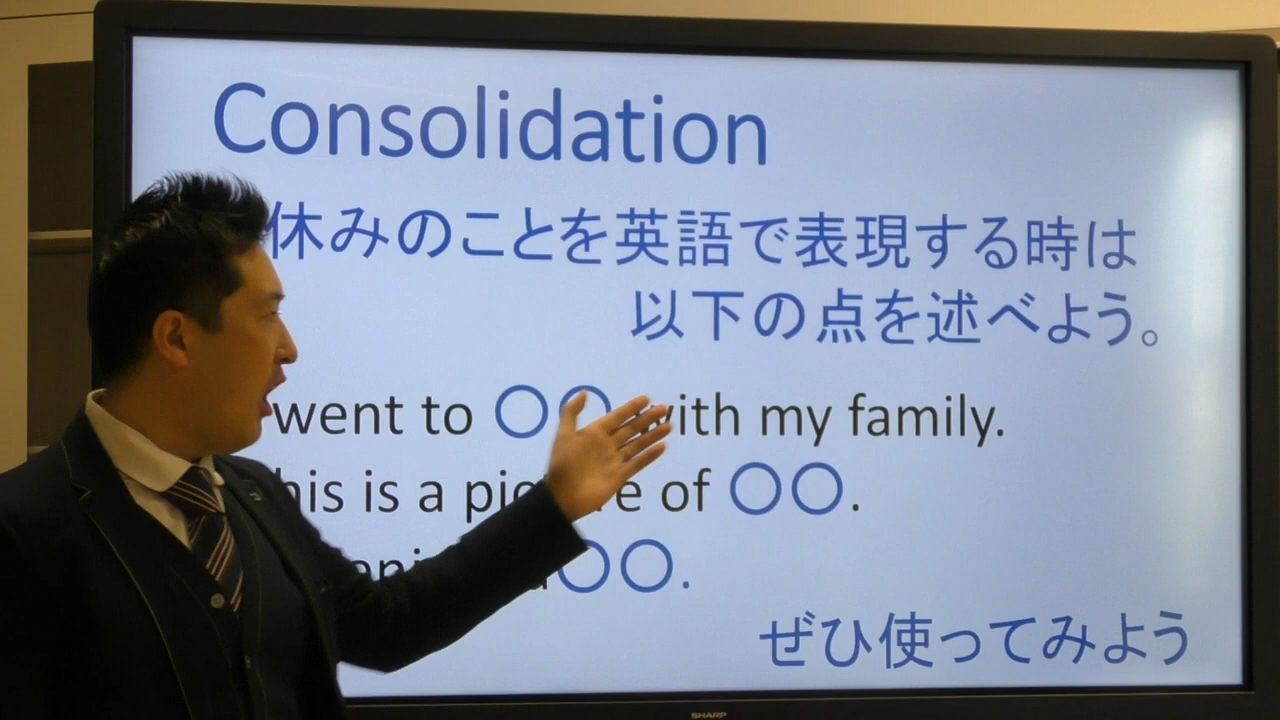 Consolidation
休みのことを英語で表現する時は
以下の点を述べよう。
went to 〇〇 with my family.
his is a picture of 〇〇.
〇〇.
ぜひ使ってみよう
SHARP